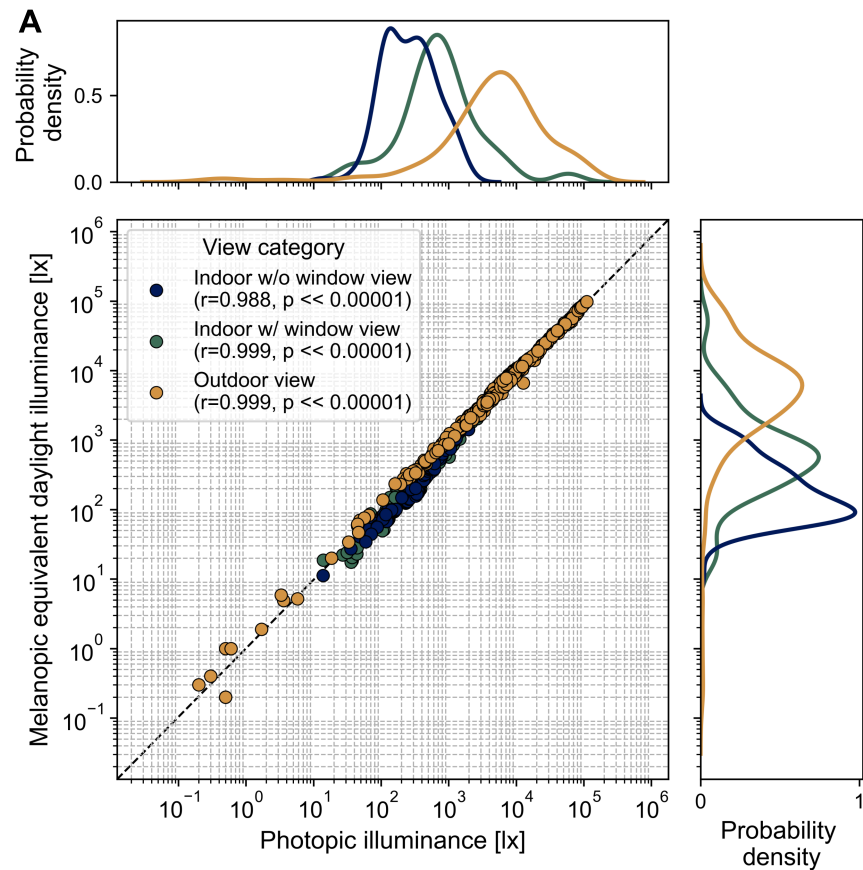 A
Probability
density
0.5
0.0
Melanopic equivalent daylight illuminance [lx]
10⁶
10⁵
10⁴
10³
10²
10¹
10⁰
10⁻¹
View category
Indoor w/o window view
(r=0.988, p << 0.00001)
Indoor w/ window view
(r=0.999, p << 0.00001)
Outdoor view
(r=0.999, p << 0.00001)
10⁻¹ 10⁰ 10¹ 10² 10³ 10⁴ 10⁵ 10⁶
Photopic illuminance [lx]
0 1
Probability
density